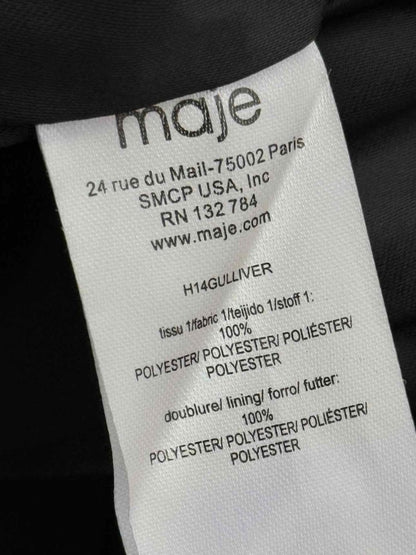 maje
24 rue du Mail-75002 Paris
SMCP USA, Inc
RN 132 784
www.maje.com
H14GULLIVER
tissu 1/fabric 1/teijido 1/stoff 1:
100%
POLYESTER/ POLYESTER/ POLIÉSTER/
POLYESTER
doublure/ lining/ forro/ futter:
100%
POLYESTER/ POLYESTER/ POLIÉSTER/
POLYESTER